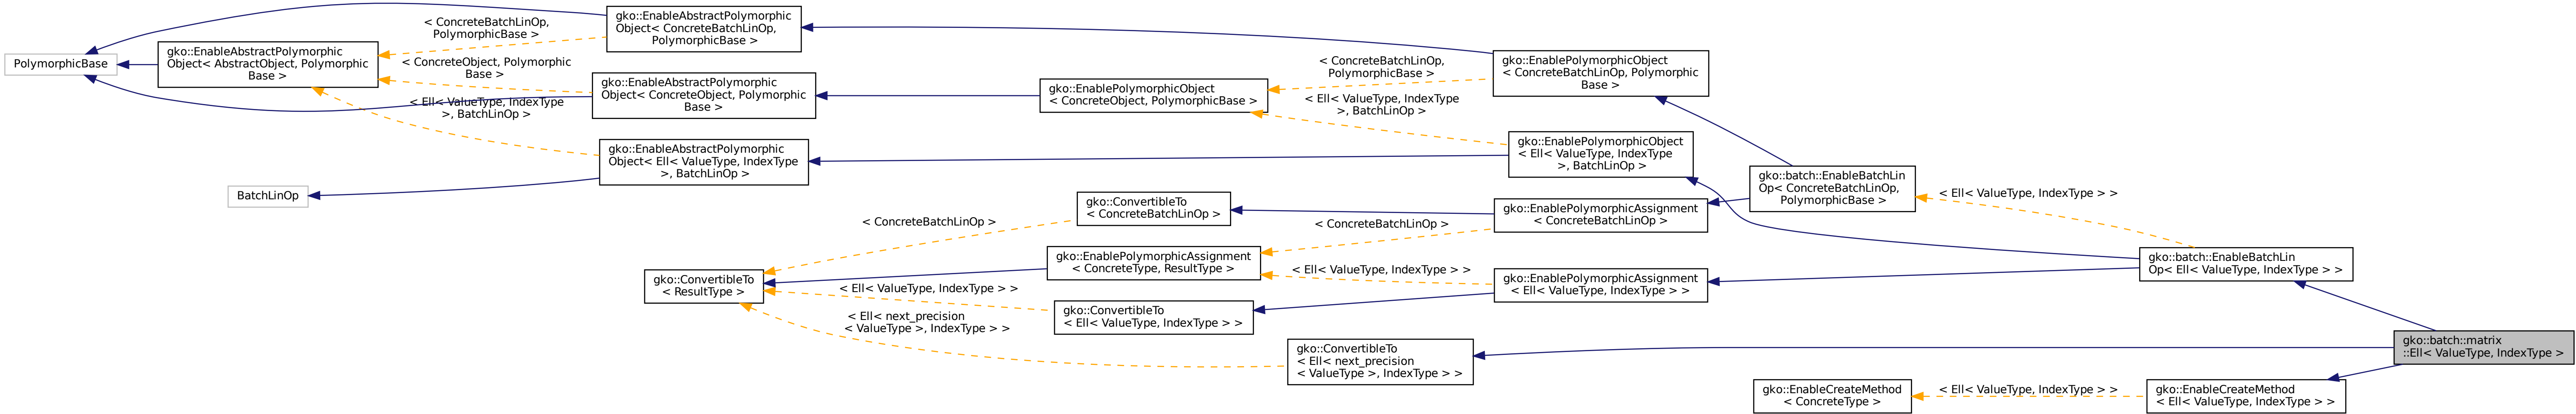 PolymorphicBase
gko::EnableAbstractPolymorphic
Object< AbstractObject, Polymorphic
Base >
< ConcreteBatchLinOp,
PolymorphicBase >
< ConcreteObject, Polymorphic
Base >
< Ell< ValueType, IndexType
>, BatchLinOp >
BatchLinOp
gko::EnableAbstractPolymorphic
Object< ConcreteBatchLinOp,
PolymorphicBase >
gko::EnableAbstractPolymorphic
Object< ConcreteObject, Polymorphic
Base >
gko::EnableAbstractPolymorphic
Object< Ell< ValueType, IndexType
>, BatchLinOp >
gko::ConvertibleTo
< ResultType >
< ConcreteBatchLinOp >
< Ell< ValueType, IndexType > >
< Ell< next_precision
< ValueType >, IndexType > >
gko::EnablePolymorphicObject
< ConcreteObject, PolymorphicBase >
gko::ConvertibleTo
< ConcreteBatchLinOp >
gko::EnablePolymorphicAssignment
< ConcreteType, ResultType >
gko::ConvertibleTo
< Ell< ValueType, IndexType > >
gko::ConvertibleTo
< Ell< next_precision
< ValueType >, IndexType > >
< ConcreteBatchLinOp,
PolymorphicBase >
< Ell< ValueType, IndexType
>, BatchLinOp >
< ConcreteBatchLinOp >
< Ell< ValueType, IndexType > >
gko::EnablePolymorphicObject
< ConcreteBatchLinOp, Polymorphic
Base >
gko::EnablePolymorphicObject
< Ell< ValueType, IndexType
>, BatchLinOp >
gko::EnablePolymorphicAssignment
< ConcreteBatchLinOp >
gko::EnablePolymorphicAssignment
< Ell< ValueType, IndexType > >
gko::batch::EnableBatchLin
Op< ConcreteBatchLinOp,
PolymorphicBase >
gko::EnableCreateMethod
< ConcreteType >
< Ell< ValueType, IndexType > >
< Ell< ValueType, IndexType > >
gko::batch::EnableBatchLin
Op< Ell< ValueType, IndexType > >
gko::EnableCreateMethod
< Ell< ValueType, IndexType > >
gko::batch::matrix
::Ell< ValueType, IndexType >